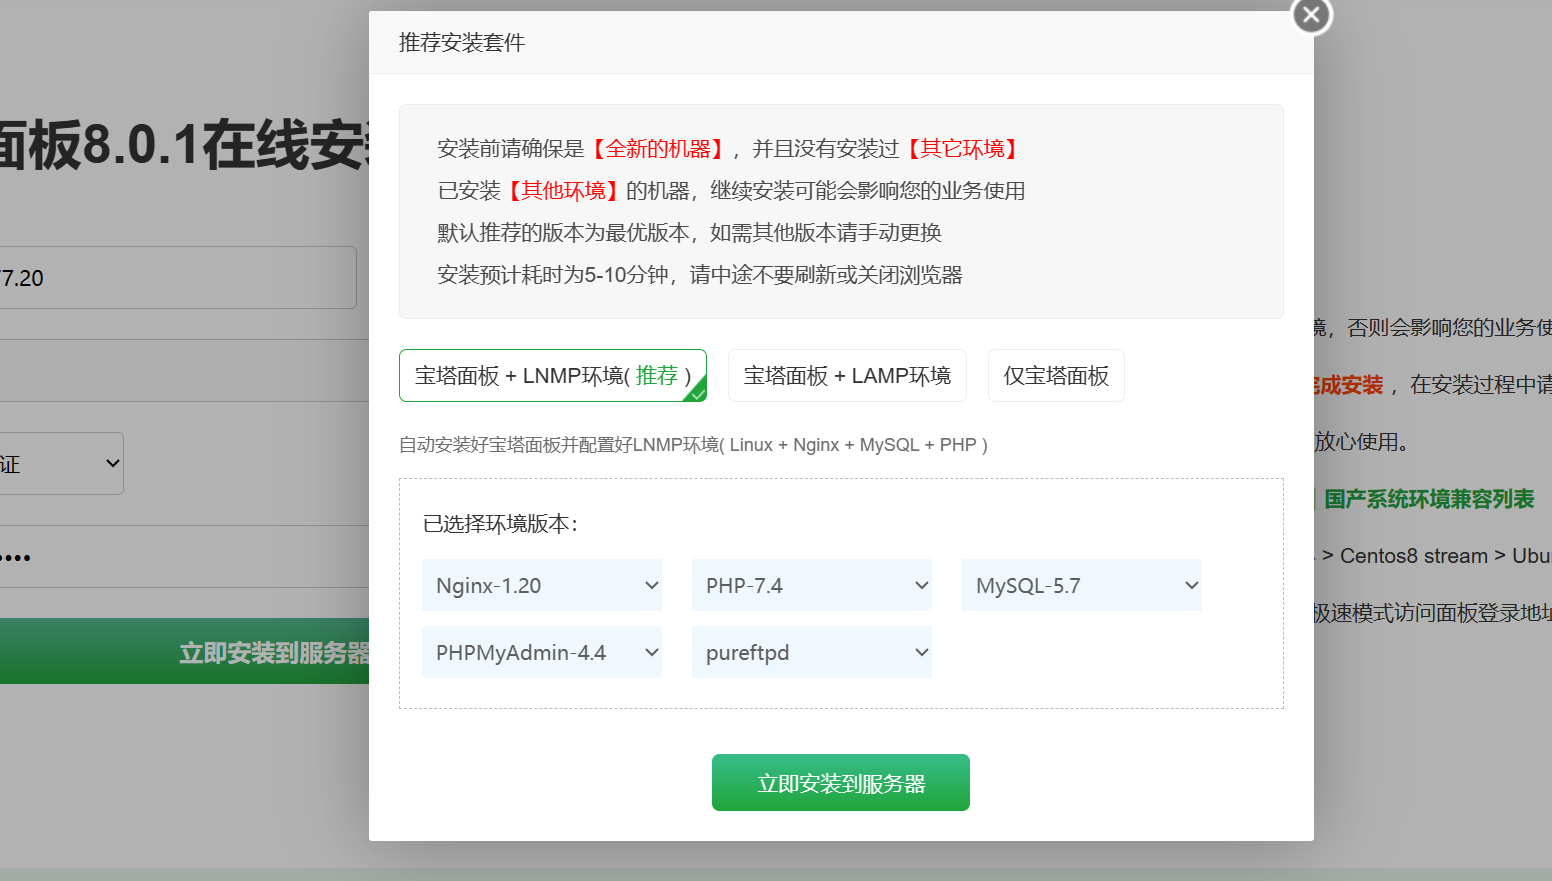 推荐安装套件
面板8.0.1在线安
安装前请确保是【全新的机器】，并且没有安装过【其它环境】
已安装【其他环境】的机器，继续安装可能会影响您的业务使用
默认推荐的版本为最优版本，如需其他版本请手动更换
安装预计耗时为5-10分钟，请中途不要刷新或关闭浏览器
7.20
境，否则会影响您的业务使
宝塔面板 + LNMP环境( 推荐 )
宝塔面板 + LAMP环境
仅宝塔面板
完成安装 ，在安装过程中请
自动安装好宝塔面板并配置好LNMP环境( Linux + Nginx + MySQL + PHP )
放心使用。
证
国产系统环境兼容列表
已选择环境版本：
> Centos8 stream > Ubu
Nginx-1.20
PHP-7.4
MySQL-5.7
极速模式访问面板登录地址
PHPMyAdmin-4.4
pureftpd
立即安装到服务器
立即安装到服务器